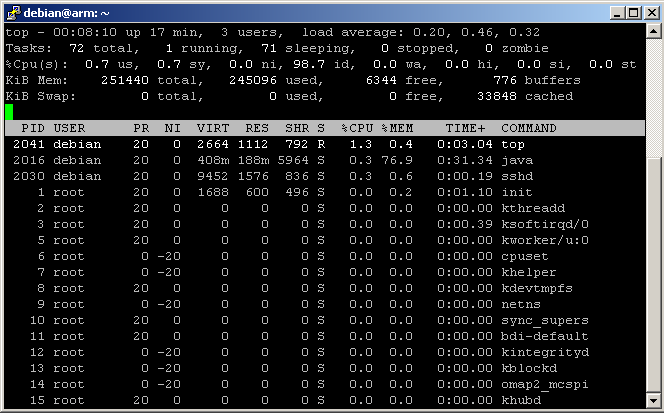 debian@arm: ~
top - 00:08:10 up 17 min,  3 users,  load average: 0.20, 0.46, 0.32
Tasks:  72 total,   1 running,  71 sleeping,   0 stopped,   0 zombie
%Cpu(s):  0.7 us,  0.7 sy,  0.0 ni, 98.7 id,  0.0 wa,  0.0 hi,  0.0 si,  0.0 st
KiB Mem:    251440 total,   245096 used,     6344 free,      776 buffers
KiB Swap:        0 total,        0 used,        0 free,    33848 cached
PID USER      PR  NI  VIRT  RES  SHR S  %CPU %MEM    TIME+  COMMAND
2041 debian    20   0  2664 1112  792 R   1.3  0.4   0:03.04 top
2016 debian    20   0  408m 188m 5964 S   0.3 76.9   0:31.34 java
2030 debian    20   0  9452 1576  836 S   0.3  0.6   0:00.19 sshd
1 root      20   0  1688  600  496 S   0.0  0.2   0:01.10 init
2 root      20   0     0    0    0 S   0.0  0.0   0:00.00 kthreadd
3 root      20   0     0    0    0 S   0.0  0.0   0:00.39 ksoftirqd/0
5 root      20   0     0    0    0 S   0.0  0.0   0:00.00 kworker/u:0
6 root       0 -20     0    0    0 S   0.0  0.0   0:00.00 cpuset
7 root       0 -20     0    0    0 S   0.0  0.0   0:00.00 khelper
8 root      20   0     0    0    0 S   0.0  0.0   0:00.00 kdevtmpfs
9 root       0 -20     0    0    0 S   0.0  0.0   0:00.00 netns
10 root      20   0     0    0    0 S   0.0  0.0   0:00.00 sync_supers
11 root      20   0     0    0    0 S   0.0  0.0   0:00.00 bdi-default
12 root       0 -20     0    0    0 S   0.0  0.0   0:00.00 kintegrityd
13 root       0 -20     0    0    0 S   0.0  0.0   0:00.00 kblockd
14 root       0 -20     0    0    0 S   0.0  0.0   0:00.00 omap2_mcspi
15 root      20   0     0    0    0 S   0.0  0.0   0:00.00 khubd